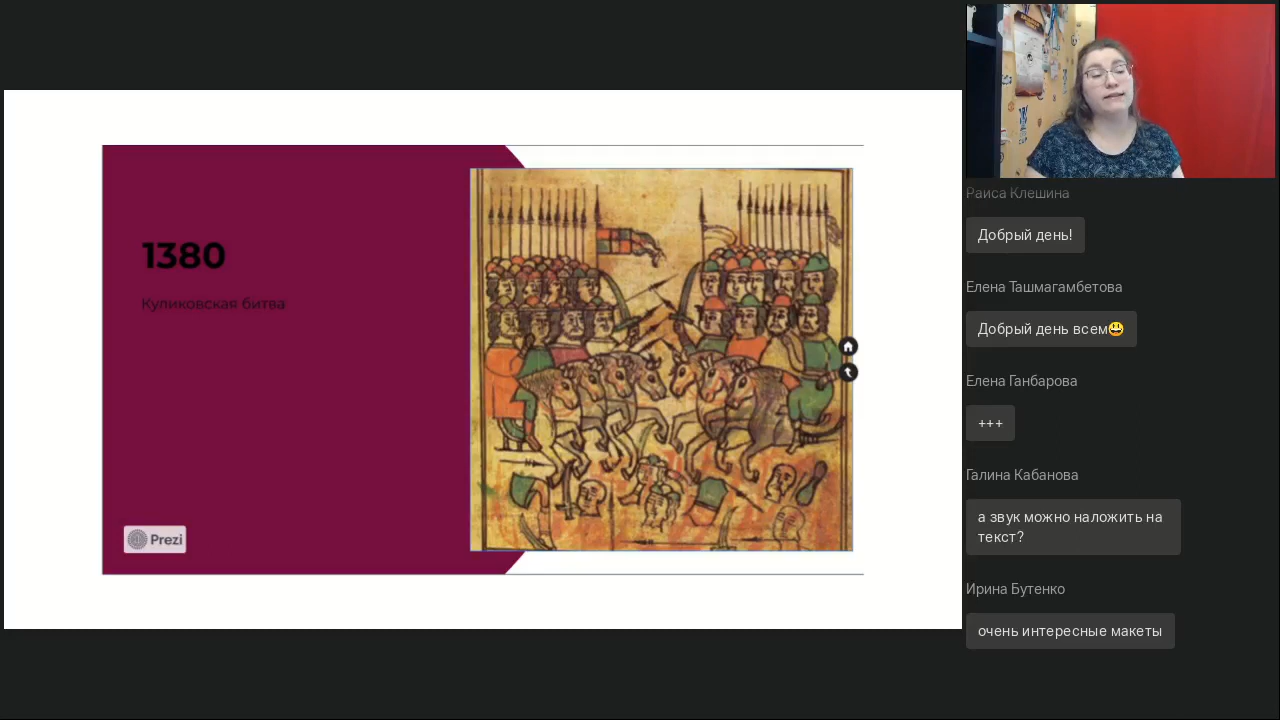 1380
Куликовская битва
Prezi
Раиса Клешина
Добрый день!
Елена Ташмагамбетова
Добрый день всем😃
Елена Ганбарова
+++
Галина Кабанова
а звук можно наложить на
текст?
Ирина Бутенко
очень интересные макеты